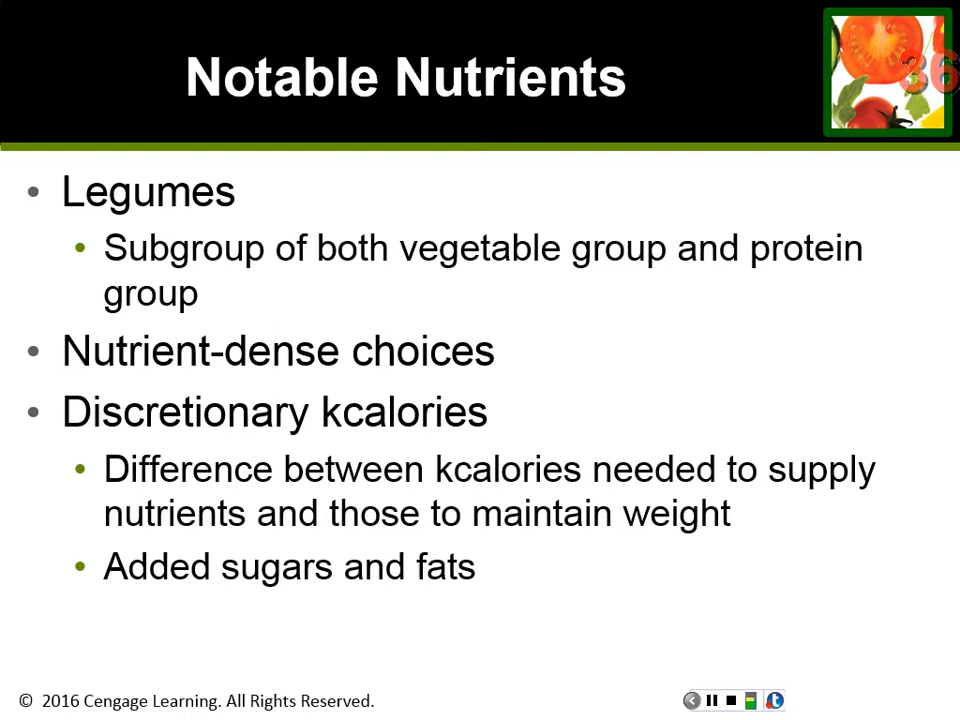 Notable Nutrients
36
• Legumes
• Subgroup of both vegetable group and protein
group
• Nutrient-dense choices
• Discretionary kcalories
• Difference between kcalories needed to supply
nutrients and those to maintain weight
• Added sugars and fats
© 2016 Cengage Learning. All Rights Reserved.